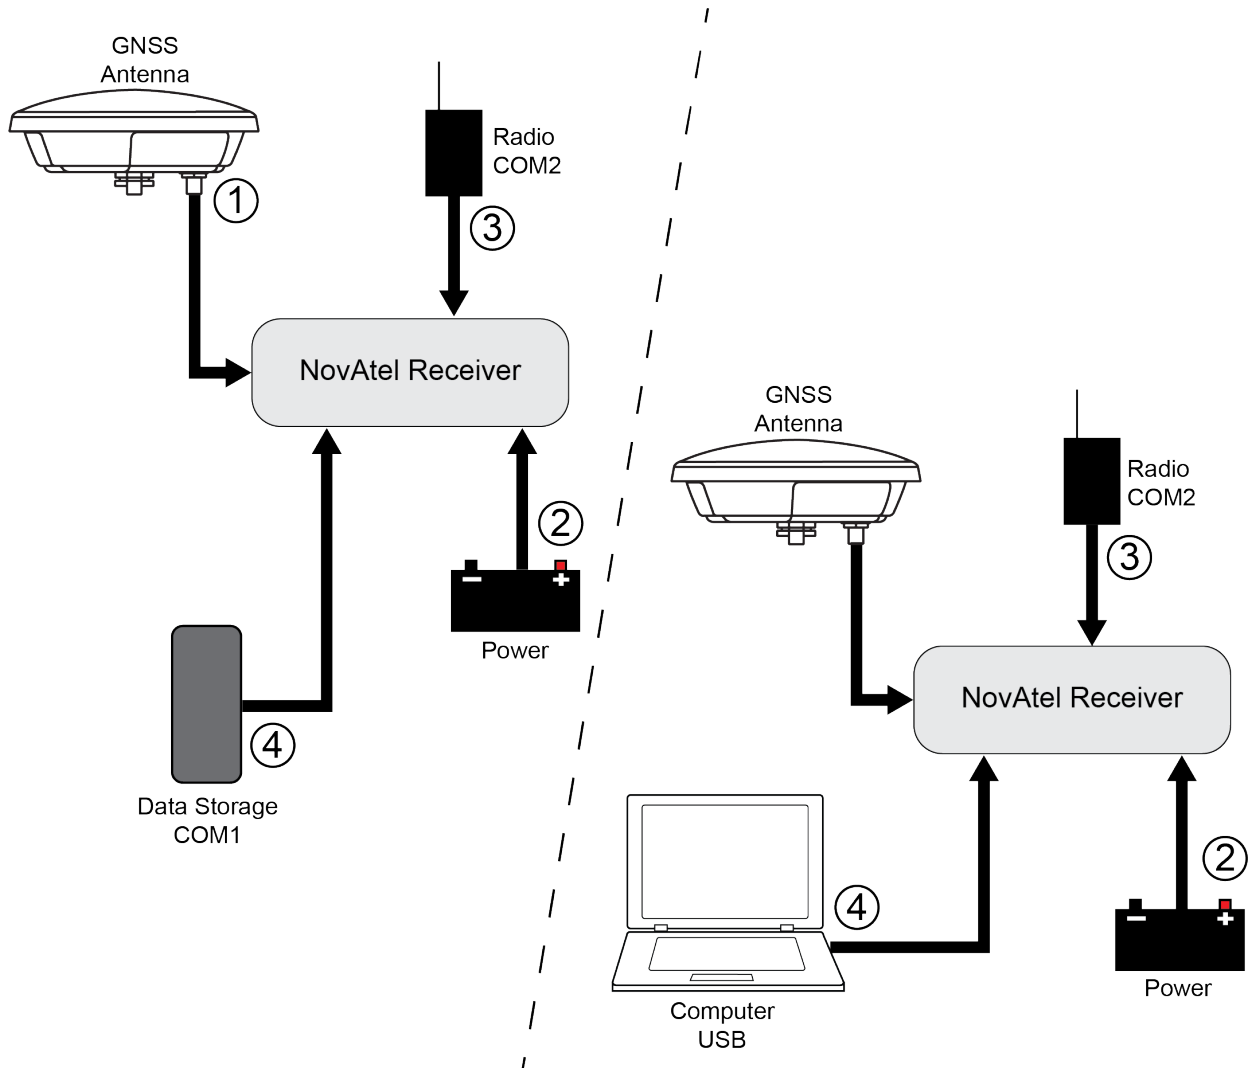 GNSS
Antenna
Radio
COM2
1
3
NovAtel Receiver
2
Power
4
Data Storage
COM1
GNSS
Antenna
Radio
COM2
3
NovAtel Receiver
2
4
Power
Computer
USB